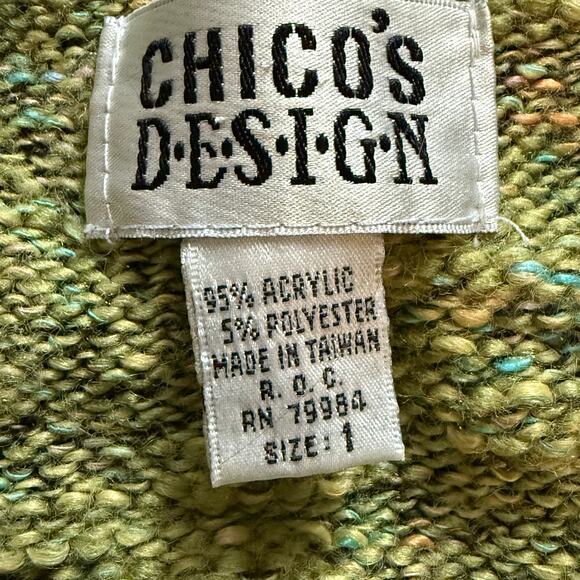 CHICO'S
D•E•S•I•G•N
95% ACRYLIC
5% POLYESTER
MADE IN TAIWAN
R. O. C.
RN 79984
SIZE: 1